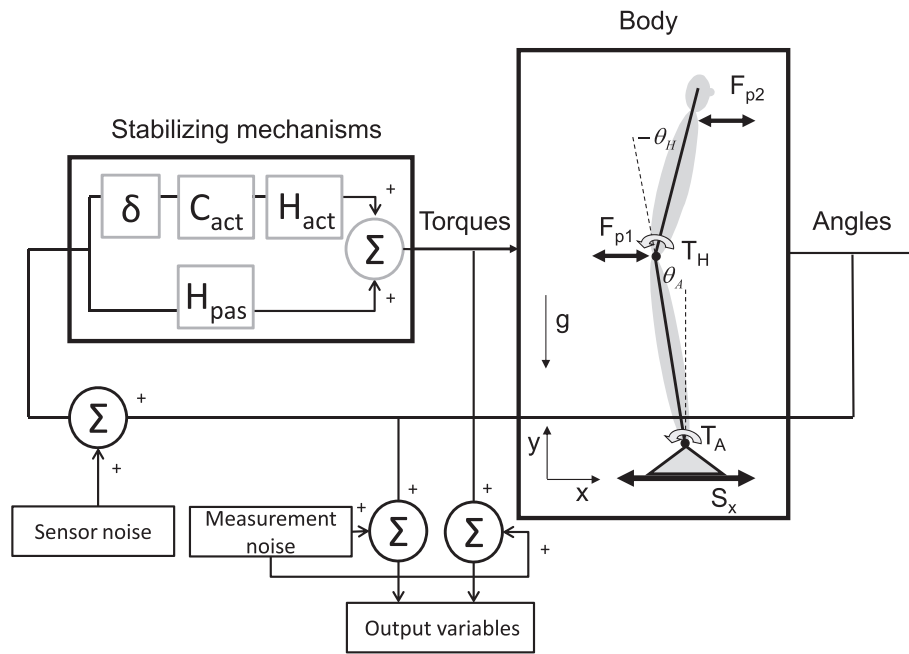 Body
Stabilizing mechanisms
δ
C_act
H_act
+
Σ
H_pas
+
Torques
F_p2
−θ_H
F_p1
T_H
θ_A
g
Angles
Σ
+
+
y
x
T_A
S_x
Sensor noise
Measurement
noise
+
+
Σ
+
Σ
+
Output variables